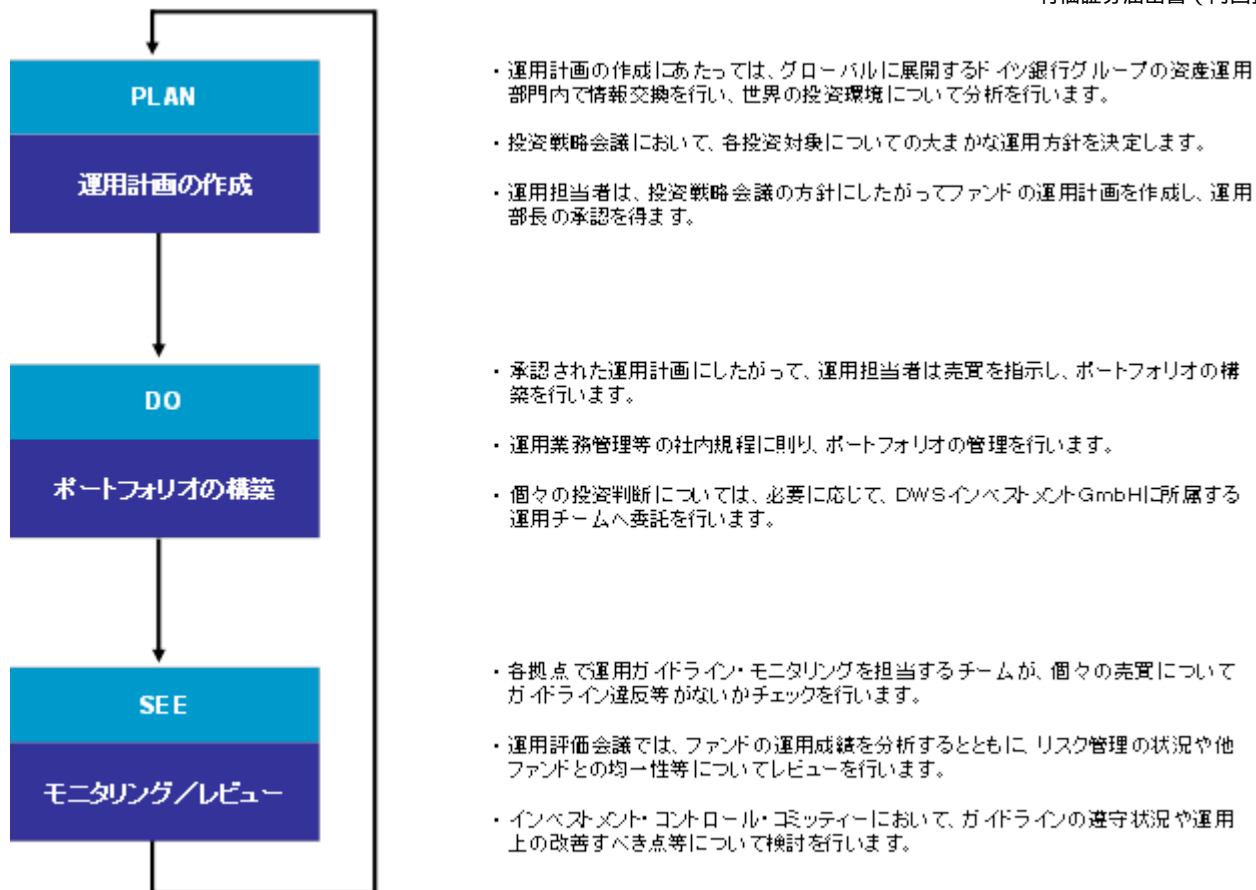 PLAN
運用計画の作成
・運用計画の作成にあたっては、グローバルに展開するドイツ銀行グループの資産運用
部門内で情報交換を行い、世界の投資環境について分析を行います。
・投資戦略会議において、各投資対象についての大まかな運用方針を決定します。
・運用担当者は、投資戦略会議の方針にしたがってファンドの運用計画を作成し、運用
部長の承認を得ます。
DO
ポートフォリオの構築
・承認された運用計画にしたがって、運用担当者は売買を指示し、ポートフォリオの構
築を行います。
・運用業務管理等の社内規程に則り、ポートフォリオの管理を行います。
・個々の投資判断については、必要に応じて、DWSインベストメントGmbHに所属する
運用チームへ委託を行います。
SEE
モニタリング／レビュー
・各拠点で運用ガイドライン・モニタリングを担当するチームが、個々の売買について
ガイドライン違反等がないかチェックを行います。
・運用評価会議では、ファンドの運用成績を分析するとともに、リスク管理の状況や他
ファンドとの均一性等についてレビューを行います。
・インベストメント・コントロール・コミッティーにおいて、ガイドラインの遵守状況や運用
上の改善すべき点等について検討を行います。